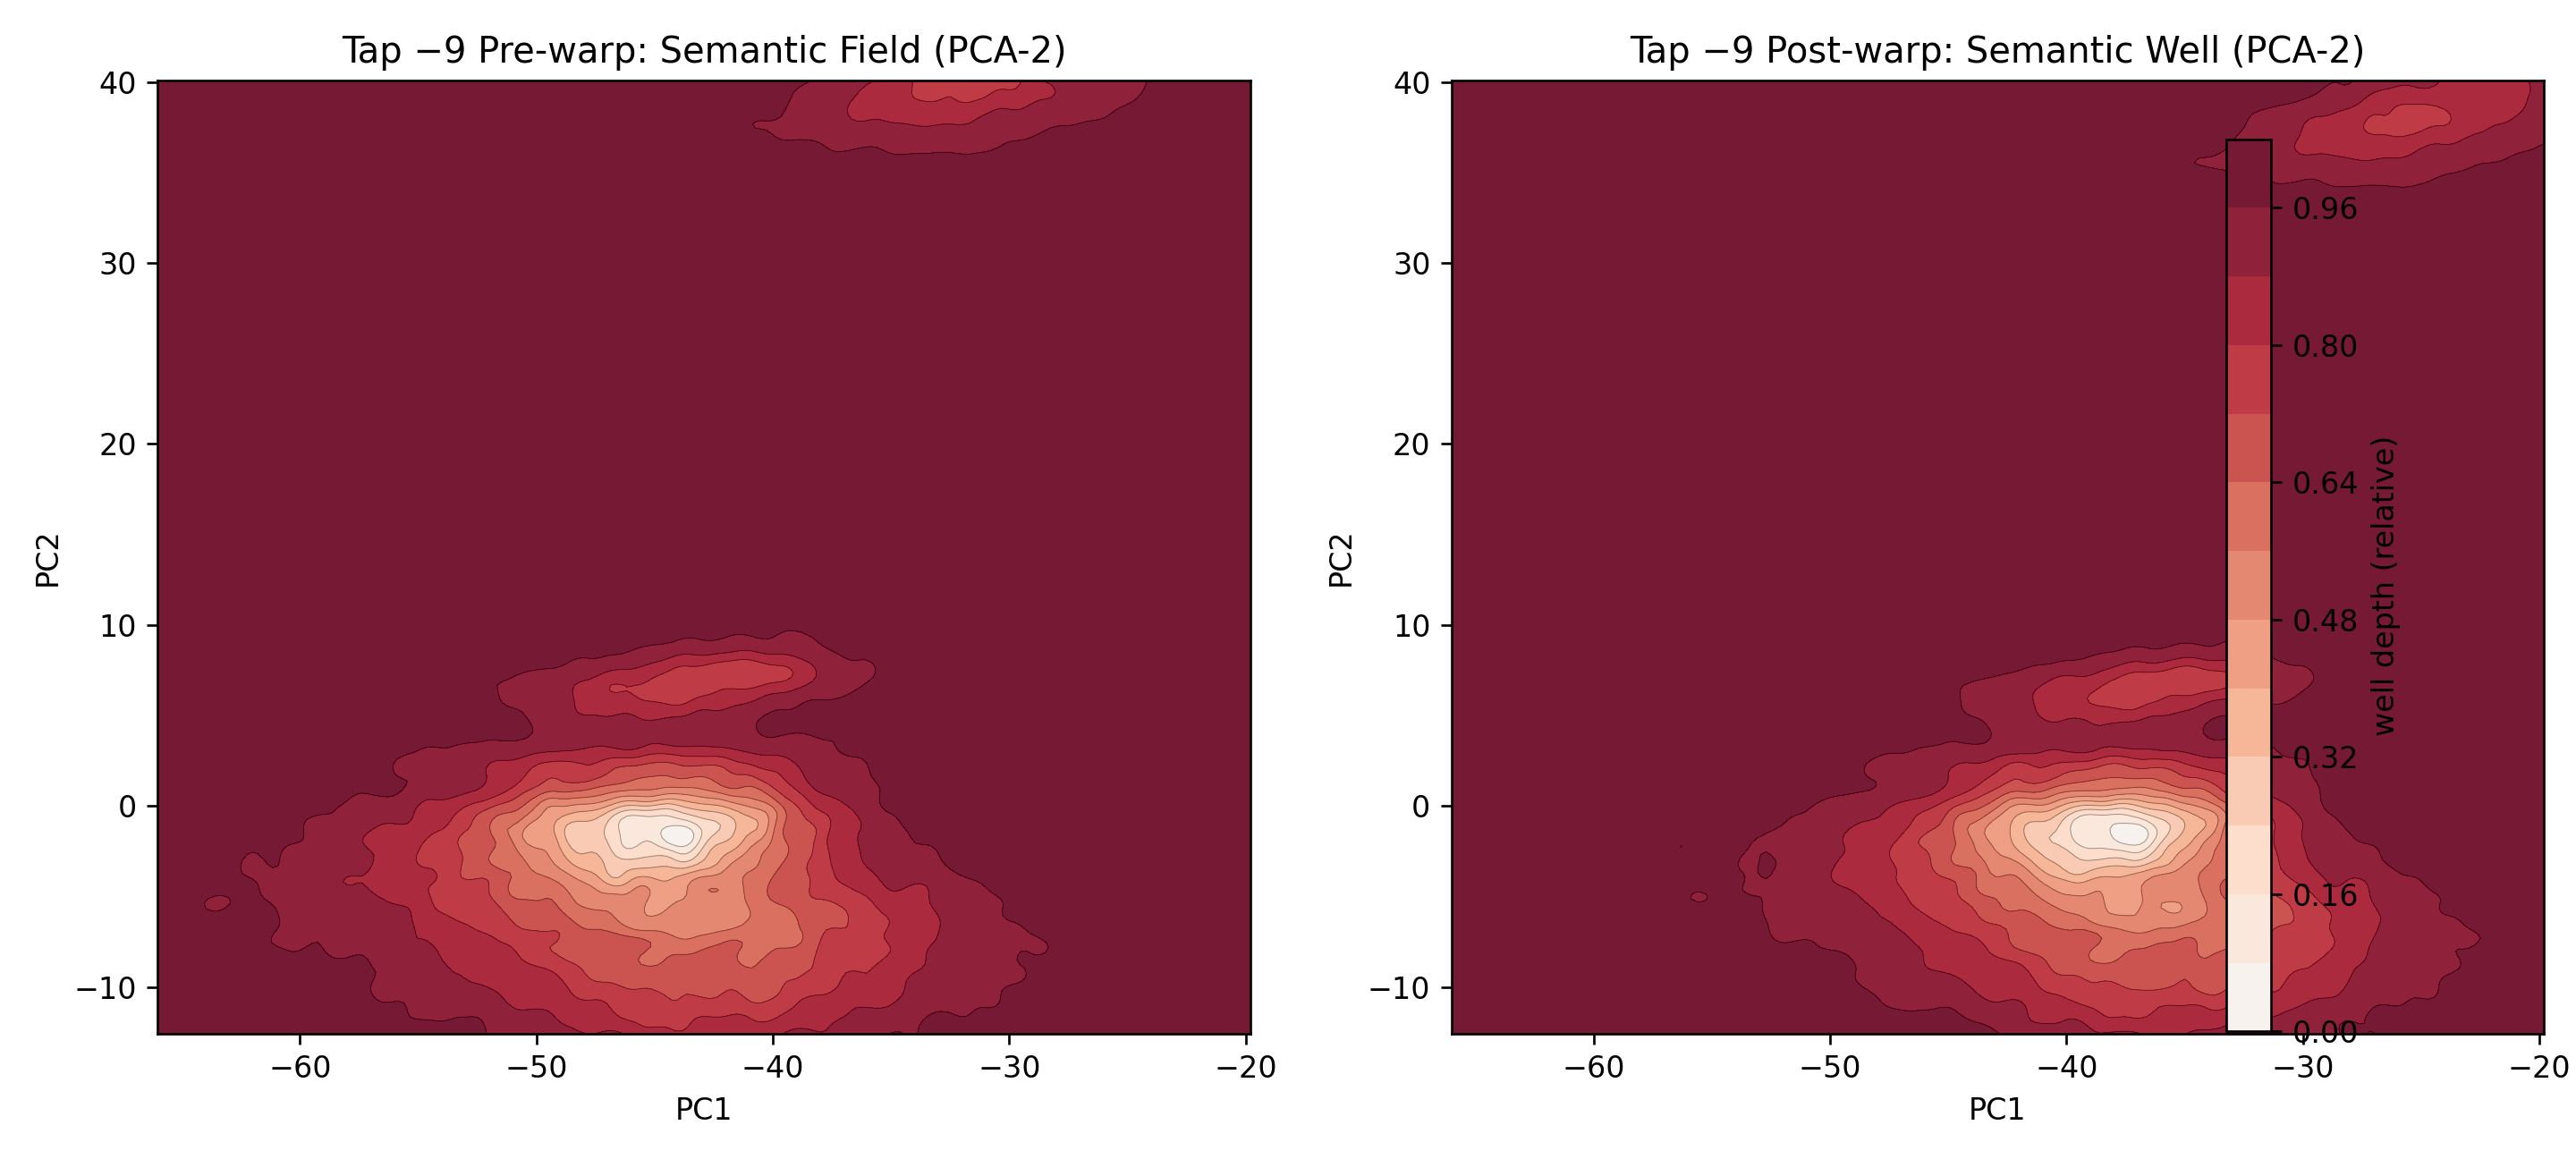 Tap −9 Pre-warp: Semantic Field (PCA-2)
40
30
20
10
0
−10
PC2
−60 −50 −40 −30 −20
PC1
Tap −9 Post-warp: Semantic Well (PCA-2)
40
30
20
10
0
−10
PC2
−60 −50 −40 −30 −20
PC1
0.96
0.80
0.64
0.48
0.32
0.16
0.00
well depth (relative)